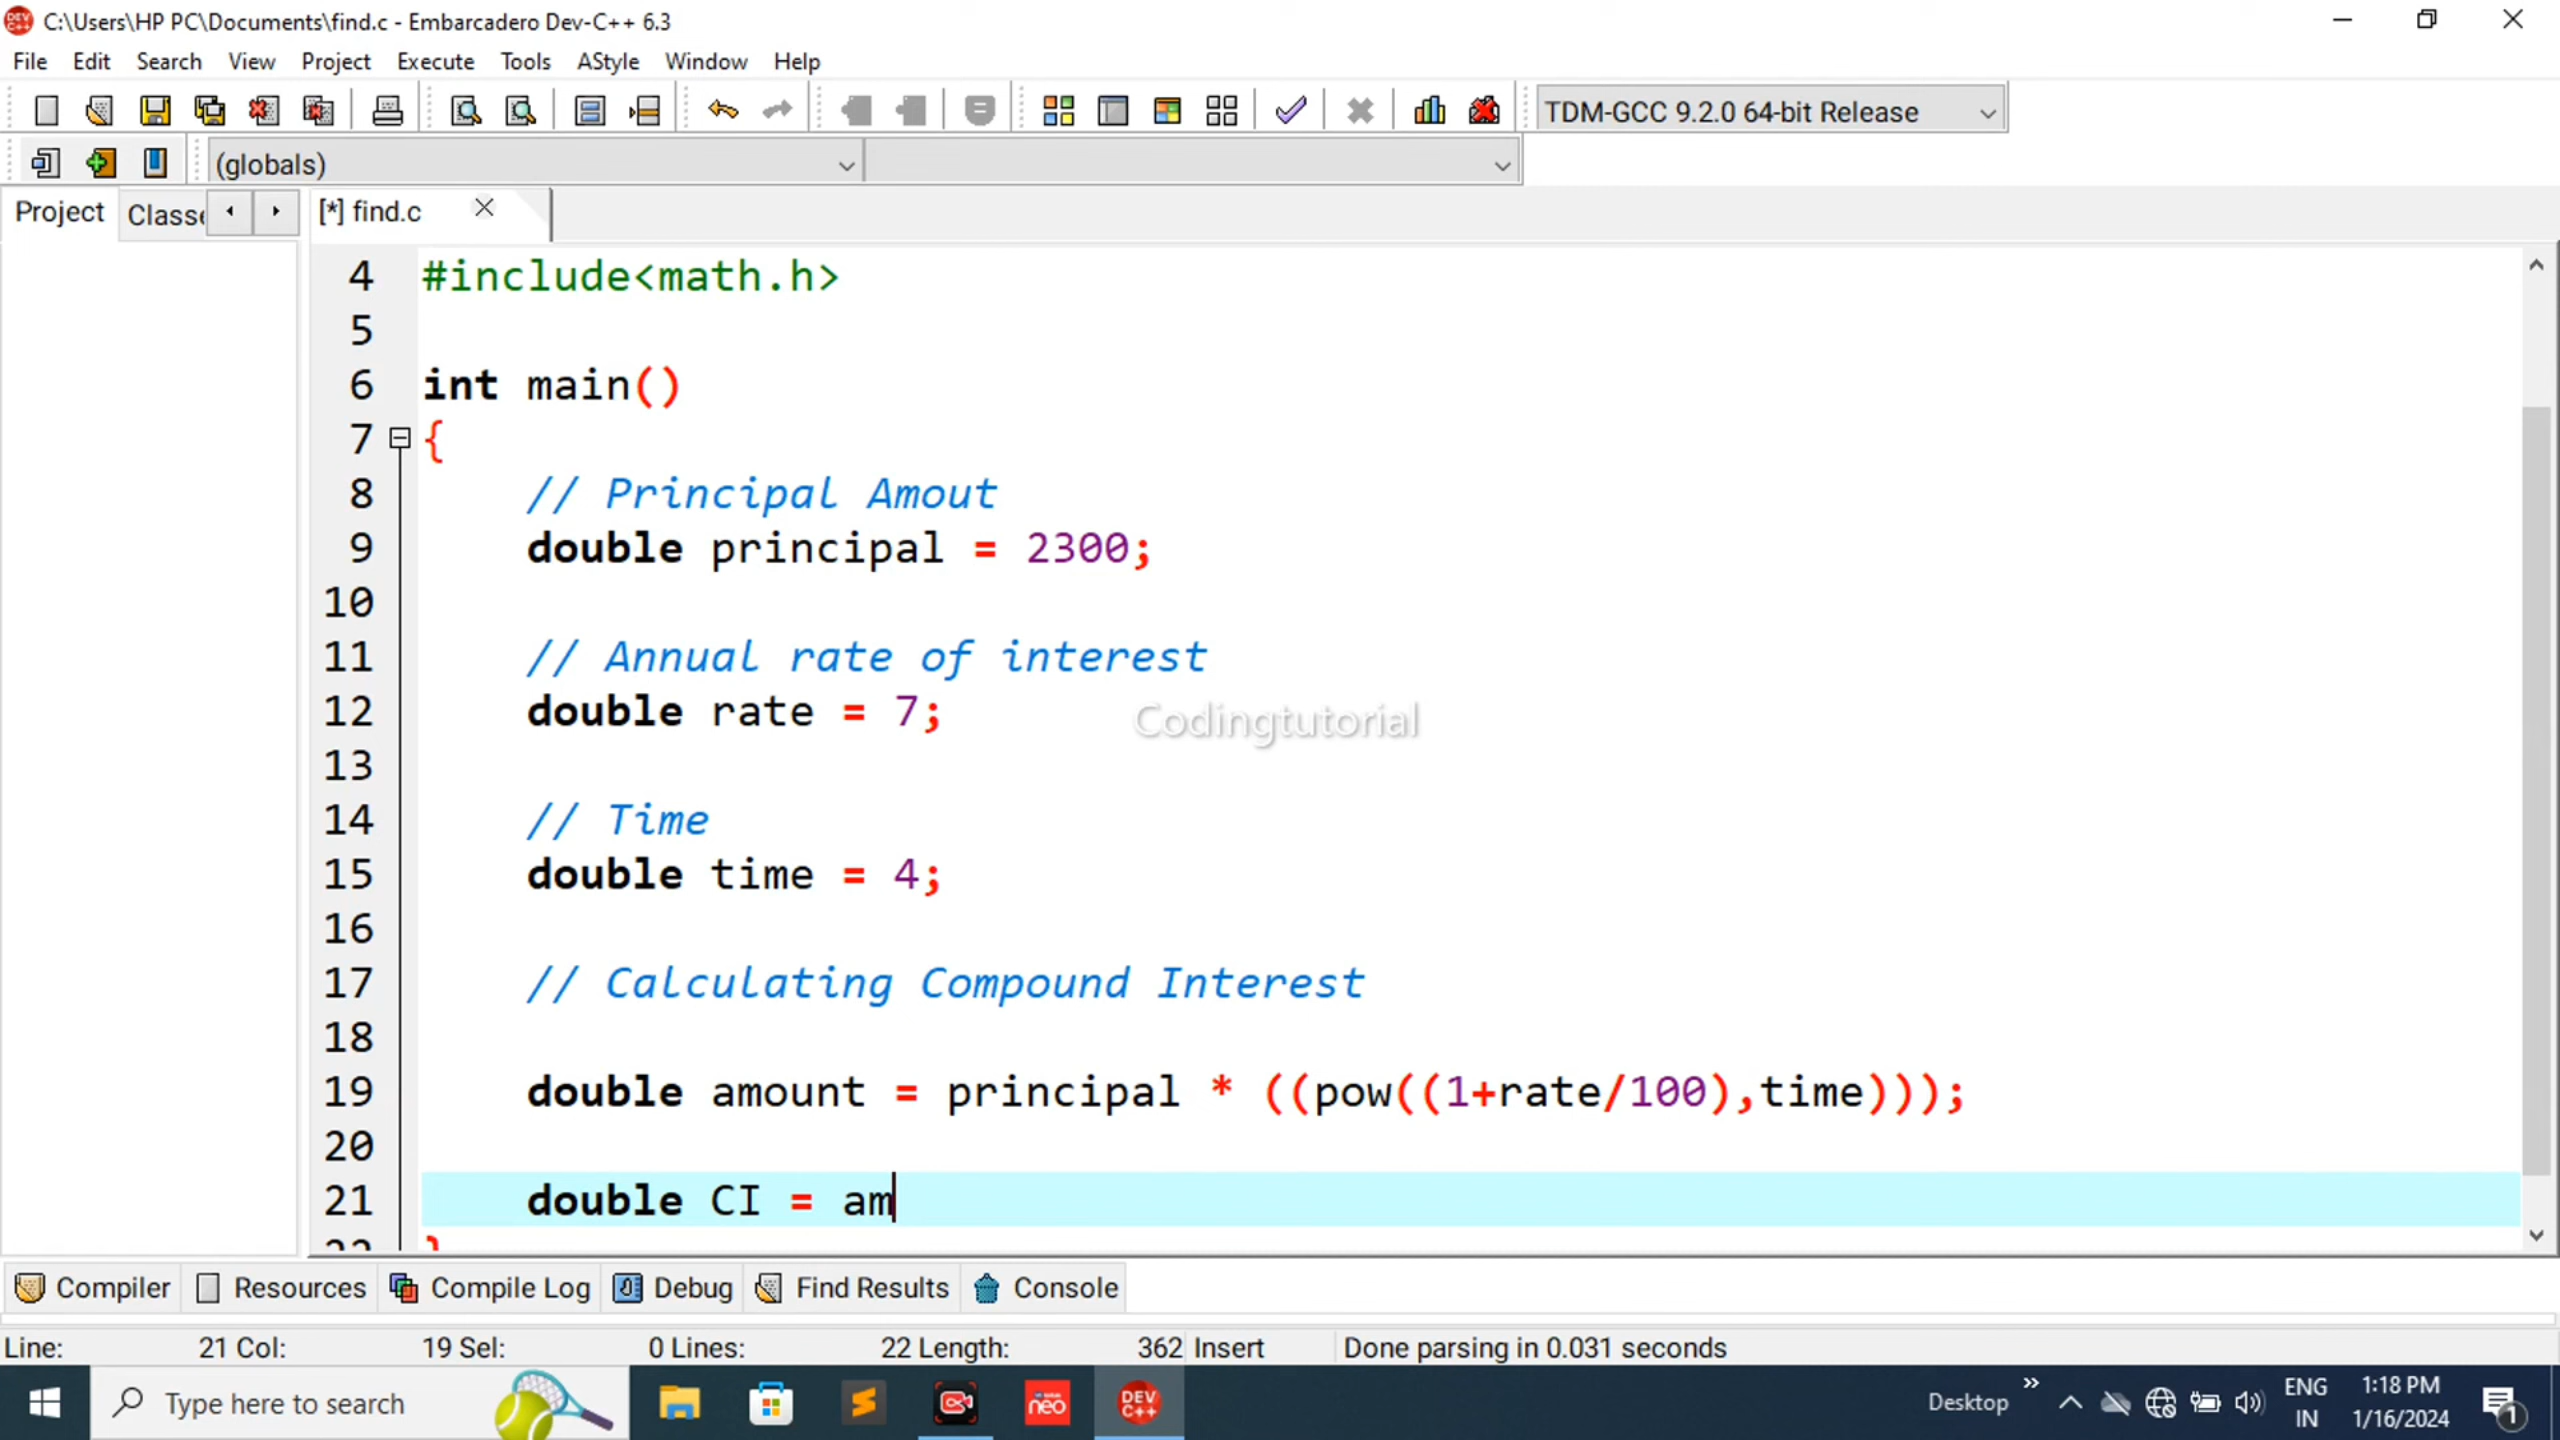 C:\Users\HP PC\Documents\find.c - Embarcadero Dev-C++ 6.3
File Edit Search View Project Execute Tools AStyle Window Help
TDM-GCC 9.2.0 64-bit Release
(globals)
Project Classe [*] find.c
4 #include<math.h>
5
6 int main()
7 {
8 // Principal Amout
9 double principal = 2300;
10
11 // Annual rate of interest
12 double rate = 7;
Codingtutorial
13
14 // Time
15 double time = 4;
16
17 // Calculating Compound Interest
18
19 double amount = principal * ((pow((1+rate/100),time)));
20
21 double CI = am
22 }
Compiler Resources Compile Log Debug Find Results Console
Line: 21 Col: 19 Sel: 0 Lines: 22 Length: 362 Insert Done parsing in 0.031 seconds
Type here to search
neo
DEV C++
Desktop
ENG
IN
1:18 PM
1/16/2024
1